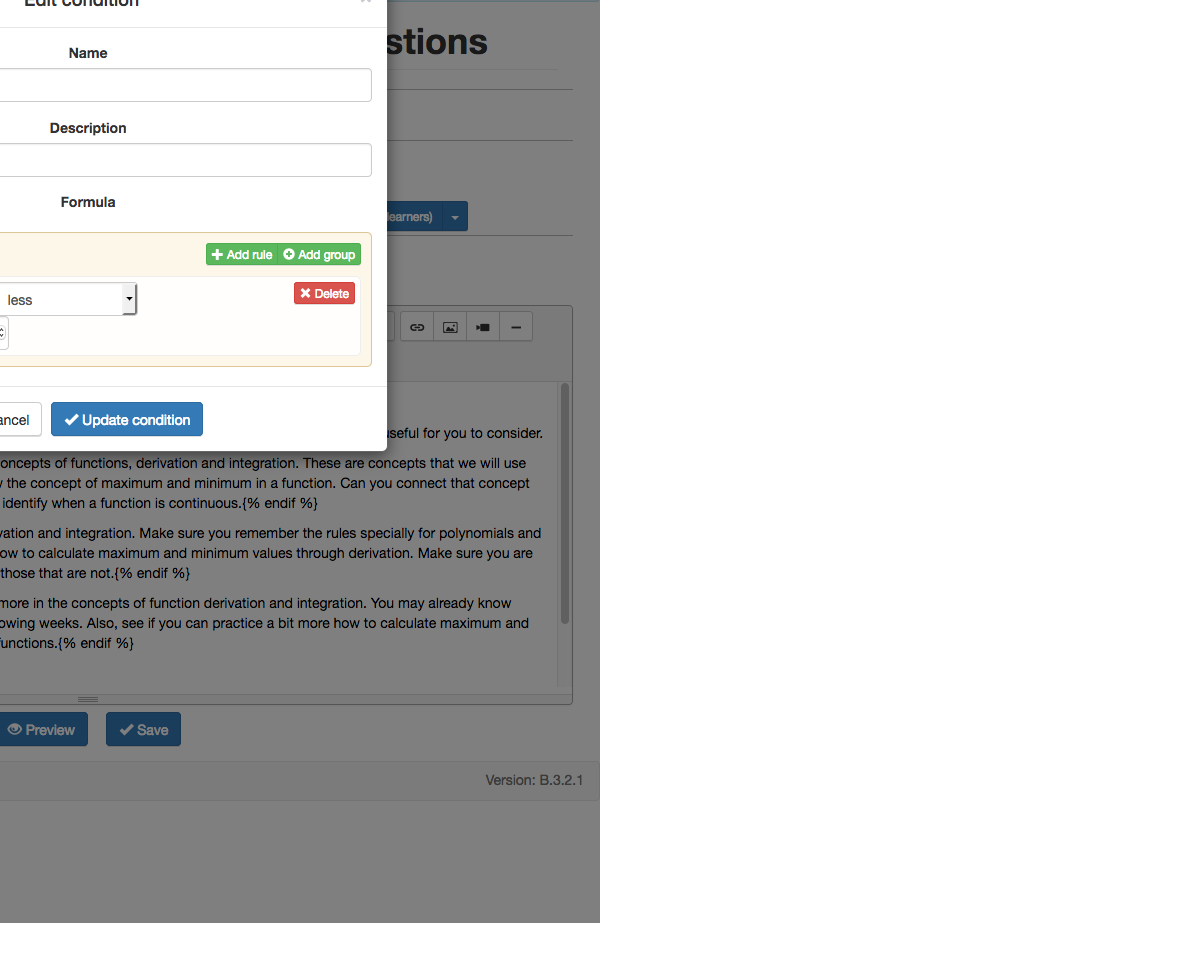 Edit condition
×
stions
Name
Description
Formula
learners)
Add rule
Add group
less
Delete
ancel
Update condition
useful for you to consider.
oncepts of functions, derivation and integration. These are concepts that we will use
y the concept of maximum and minimum in a function. Can you connect that concept
identify when a function is continuous.{% endif %}
vation and integration. Make sure you remember the rules specially for polynomials and
ow to calculate maximum and minimum values through derivation. Make sure you are
those that are not.{% endif %}
more in the concepts of function derivation and integration. You may already know
owing weeks. Also, see if you can practice a bit more how to calculate maximum and
functions.{% endif %}
Preview
Save
Version: B.3.2.1